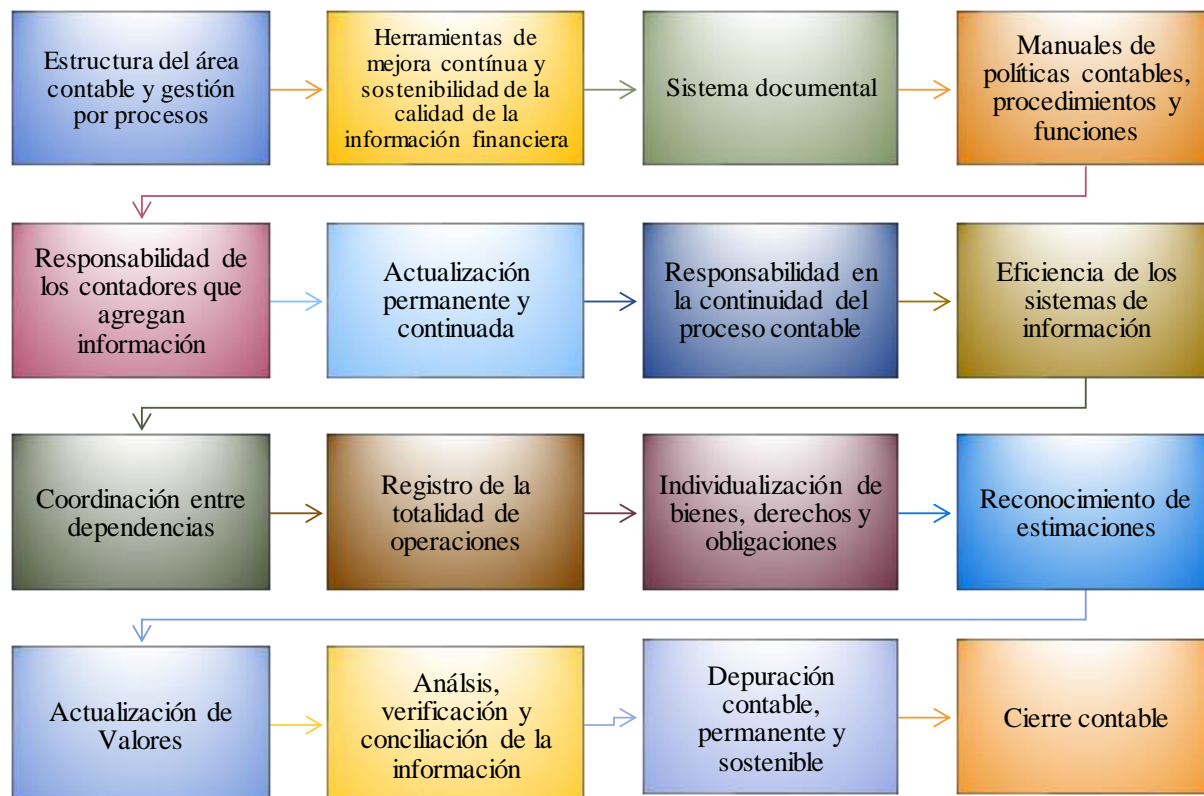 Estructura del área
contable y gestión
por procesos
Herramientas de
mejora contínua y
sostenibilidad de la
calidad de la
información financiera
Sistema documental
Manuales de
políticas contables,
procedimientos y
funciones
Responsabilidad de
los contadores que
agregan
información
Actualización
permanente y
continuada
Responsabilidad en
la continuidad del
proceso contable
Eficiencia de los
sistemas de
información
Coordinación entre
dependencias
Registro de la
totalidad de
operaciones
Individualización de
bienes, derechos y
obligaciones
Reconocimiento de
estimaciones
Actualización de
Valores
Análsis,
verificación y
conciliación de la
información
Depuración
contable,
permanente y
sostenible
Cierre contable